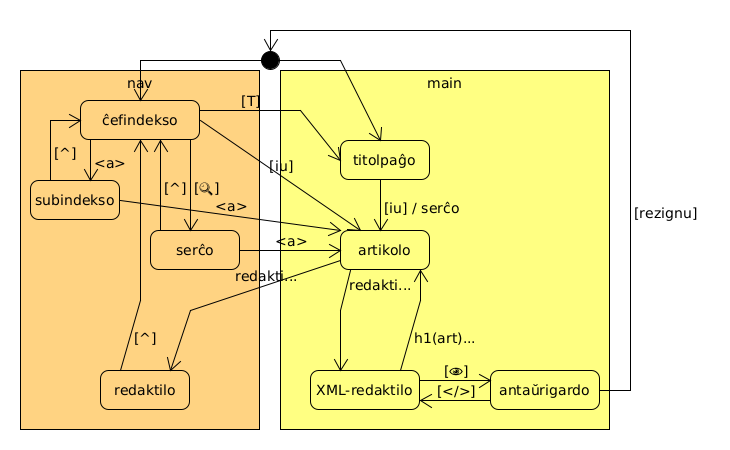 nav
main
ĉefindekso
[T]
titolpaĝo
[^]
<a>
[iu]
subindekso
[^]
[🔍]
<a>
[iu] / serĉo
[rezignu]
serĉo
<a>
artikolo
redakti...
redakti...
[^]
h1(art)...
redaktilo
XML-redaktilo
[👁]
[</>]
antaŭrigardo